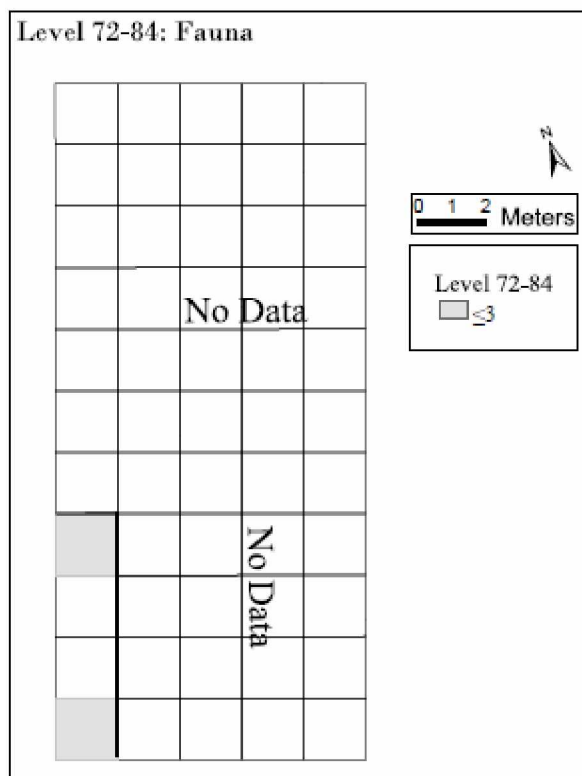 Level 72-84: Fauna
N
0 1 2
Meters
Level 72-84
≤3
No Data
No Data